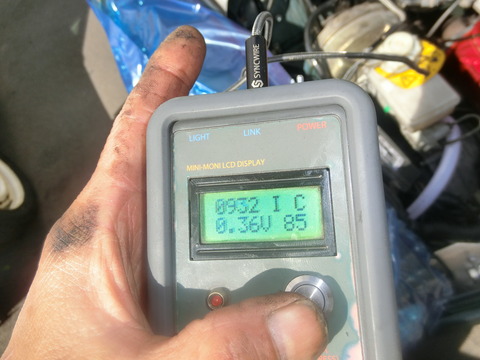 SYNCWIRE
LIGHT LINK POWER
MINI-MONI LCD DISPLAY
0932 I C
0.36V 85